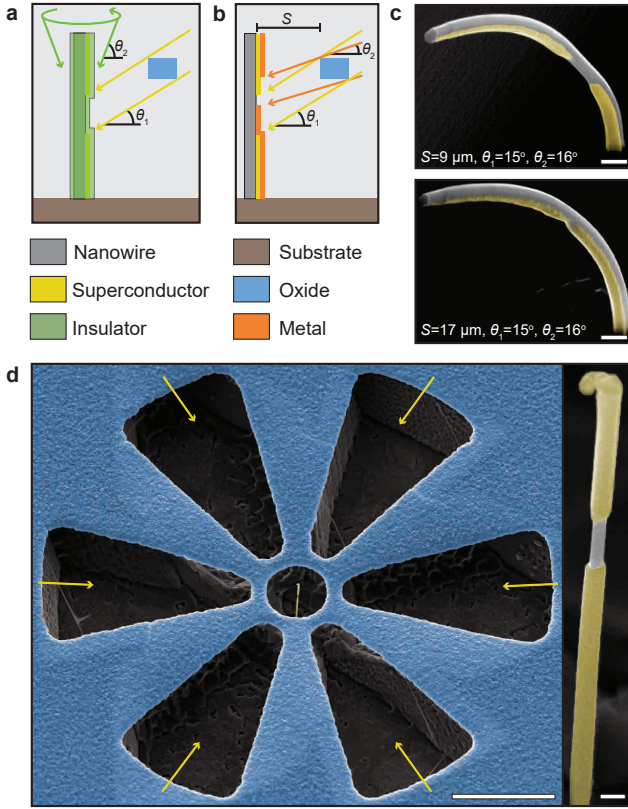 a
b
c
S
θ2
θ1
θ2
θ1
S=9 µm, θ1=15°, θ2=16°
S=17 µm, θ1=15°, θ2=16°
Nanowire
Substrate
Superconductor
Oxide
Insulator
Metal
d